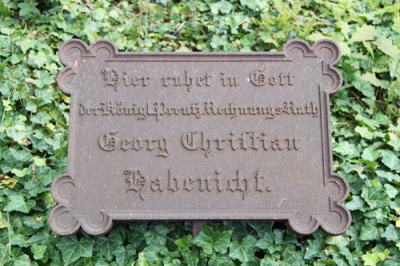 Hier ruhet in Gott
der Königl. Preuß. Rechnungs Rath
Georg Christian
Habenicht.